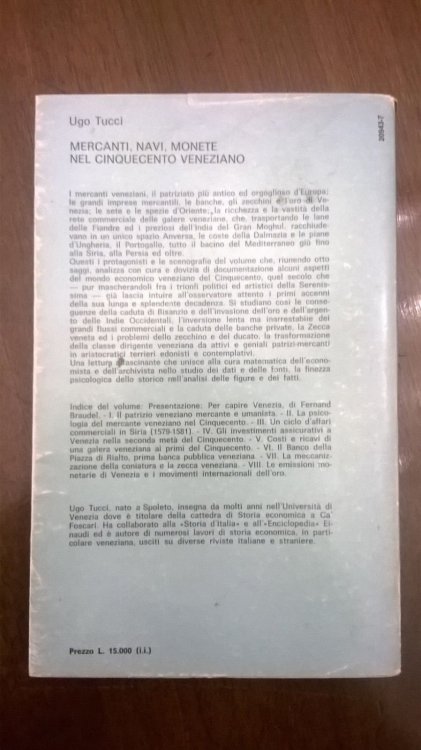 Ugo Tucci
MERCANTI, NAVI, MONETE
NEL CINQUECENTO VENEZIANO
I mercanti veneziani, il patriziato più antico ed orgoglioso d'Europa;
le grandi imprese mercantili, le banche, gli zecchini e l'oro di Ve-
nezia; le sete e le spezie d'Oriente; la ricchezza e la vastità della
rete commerciale delle galere veneziane, che, trasportando le lane
delle Fiandre ed i preziosi dell'India del Gran Moghul, racchiude-
vano in un unico spazio Anversa, le coste della Dalmazia e le piane
d'Ungheria, il Portogallo, tutto il bacino del Mediterraneo giù fino
alla Siria, alla Persia ed oltre.
Questi i protagonisti e le scenografie del volume che, riunendo otto
saggi, analizza con cura e dovizia di documentazione alcuni aspetti
del mondo economico veneziano del Cinquecento, quel secolo che
— pur mascherandoli fra i trionfi politici ed artistici della Serenis-
sima — già lascia intuire all'osservatore attento i primi accenni
della sua lunga e splendente decadenza. Si studiano così le conse-
guenze della caduta di Bisanzio e dell'invasione dell'oro e dell'argen-
to delle Indie Occidentali, l'inversione lenta ma inarrestabile dei
grandi flussi commerciali e la caduta delle banche private, la Zecca
veneta ed i problemi dello zecchino e del ducato, la trasformazione
della classe dirigente veneziana da attivi e geniali patrizi-mercanti
in aristocratici terrieri edonisti e contemplativi.
Una lettura affascinante che unisce alla cura matematica dell'econo-
mista e dell'archivista nello studio dei dati e delle fonti, la finezza
psicologica dello storico nell'analisi delle figure e dei fatti.
Indice del volume: Presentazione: Per capire Venezia, di Fernand
Braudel. - I. Il patrizio veneziano mercante e umanista. - II. La psico-
logia del mercante veneziano nel Cinquecento. - III. Un ciclo d'affari
commerciali in Siria (1579-1581). - IV. Gli investimenti assicurativi a
Venezia nella seconda metà del Cinquecento. - V. Costi e ricavi di
una galera veneziana ai primi del Cinquecento. - VI. Il Banco della
Piazza di Rialto, prima banca pubblica veneziana. - VII. La meccaniz-
zazione della coniatura e la zecca veneziana. - VIII. Le emissioni mo-
netarie di Venezia e i movimenti internazionali dell'oro.
Ugo Tucci, nato a Spoleto, insegna da molti anni nell'Università di
Venezia dove è titolare della cattedra di Storia economica a Ca'
Foscari. Ha collaborato alla «Storia d'Italia» e all'«Enciclopedia» Ei-
naudi ed è autore di numerosi lavori di storia economica, in parti-
colare veneziana, usciti su diverse riviste italiane e straniere.
Prezzo L. 15.000 (i.i.)
20943-7